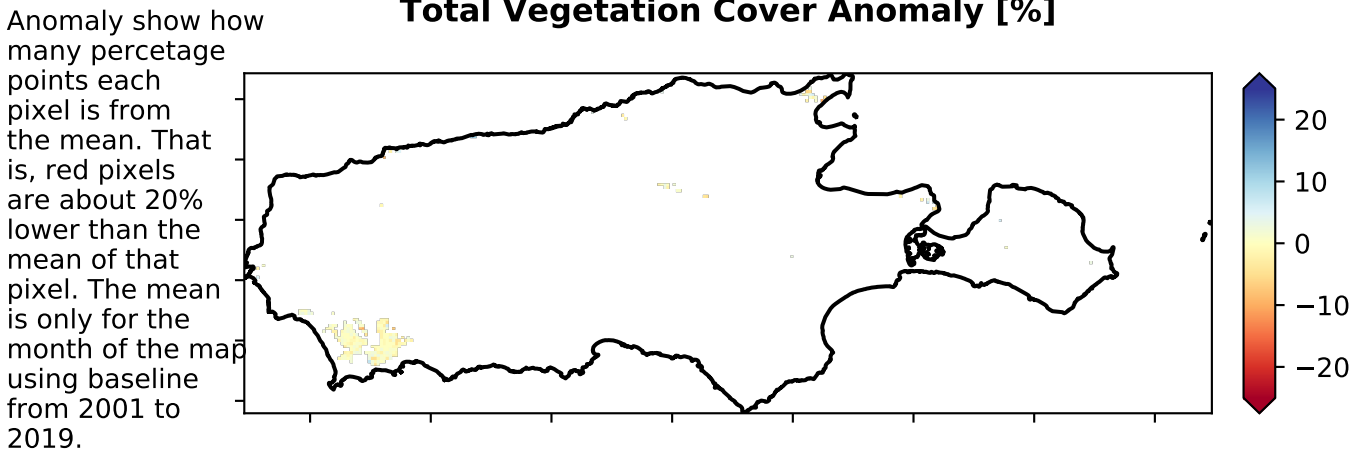 Total Vegetation Cover Anomaly [%]
Anomaly show how
many percetage
points each
pixel is from
the mean. That
is, red pixels
are about 20%
lower than the
mean of that
pixel. The mean
is only for the
month of the map
using baseline
from 2001 to
2019.
20
10
0
−10
−20